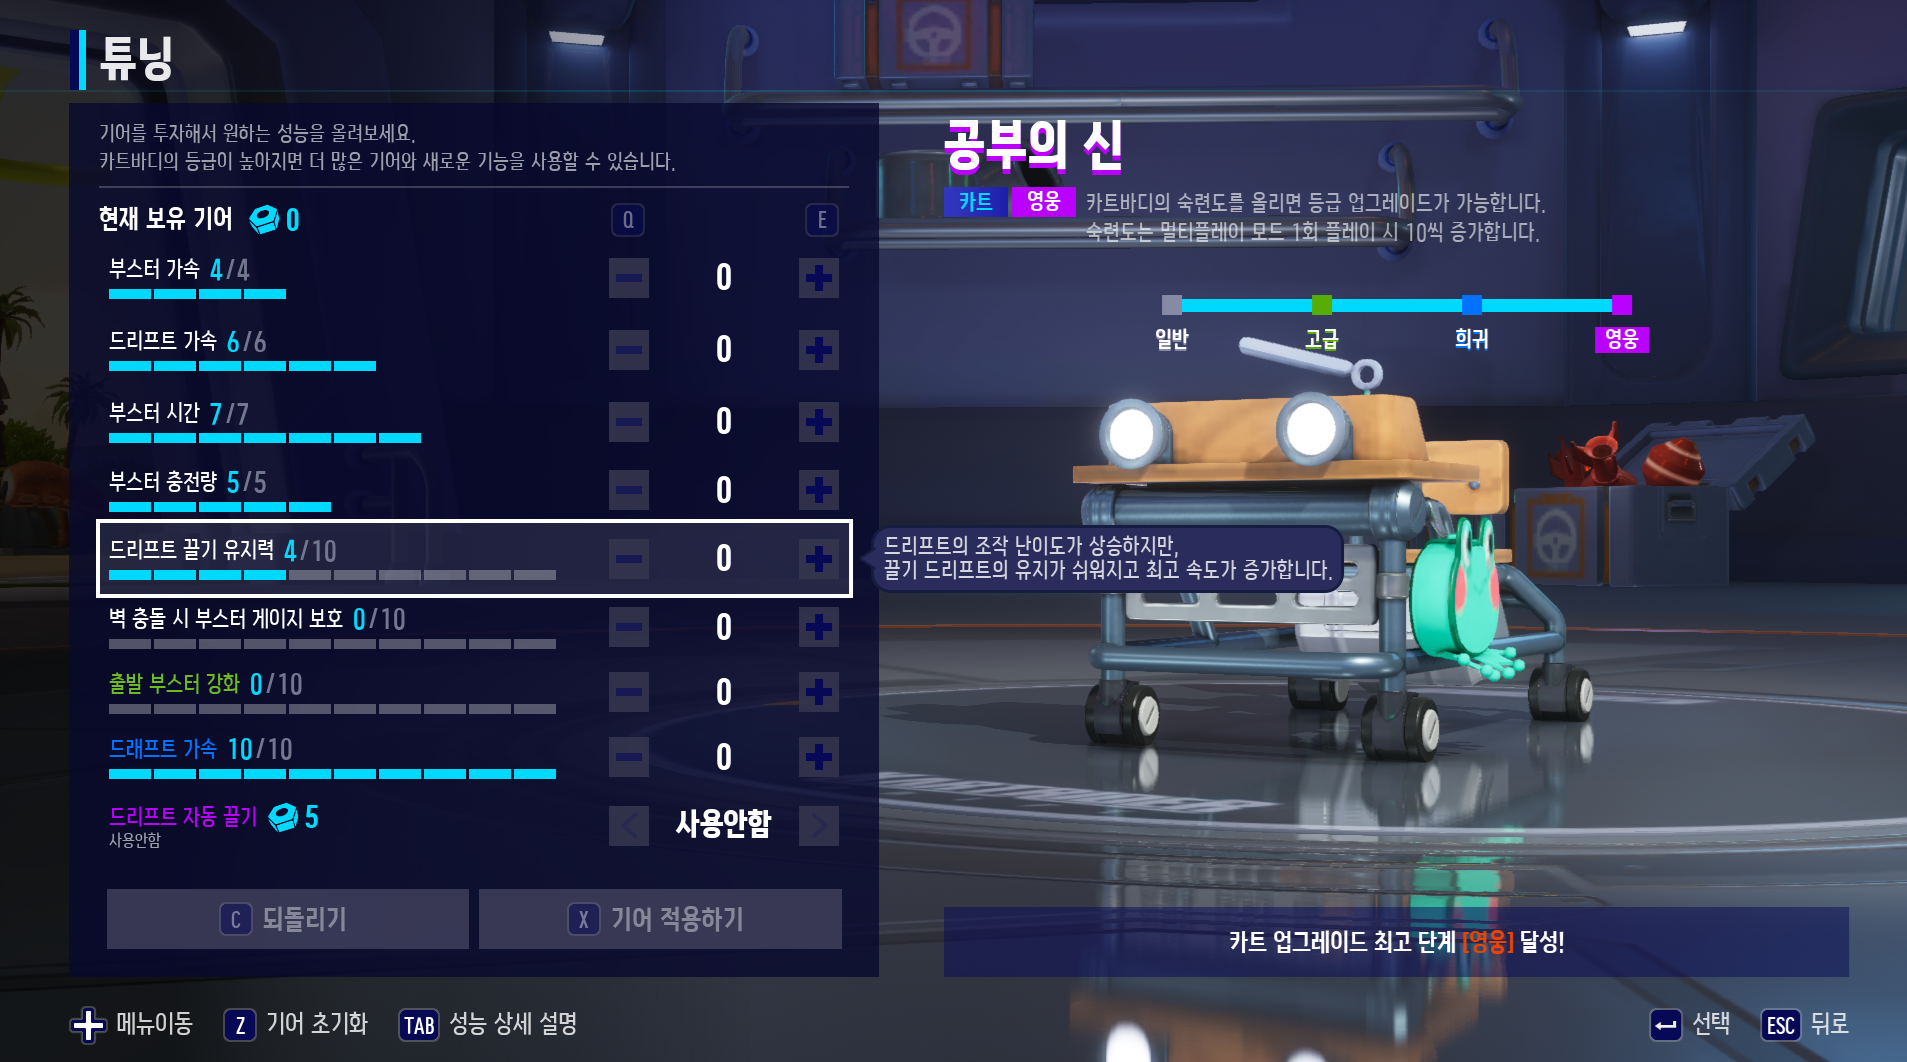 튜닝
기어를 투자해서 원하는 성능을 올려보세요.
카트바디의 등급이 높아지면 더 많은 기어와 새로운 기능을 사용할 수 있습니다.
현재 보유 기어 0
Q
E
부스터 가속 4/4
0
드리프트 가속 6/6
0
부스터 시간 7/7
0
부스터 충전량 5/5
0
드리프트 끌기 유지력 4/10
0
벽 충돌 시 부스터 게이지 보호 0/10
0
출발 부스터 강화 0/10
0
드래프트 가속 10/10
0
드리프트 자동 끌기 5
사용안함
사용안함
C 되돌리기
X 기어 적용하기
공부의 신
카트 영웅
카트바디의 숙련도를 올리면 등급 업그레이드가 가능합니다.
숙련도는 멀티플레이 모드 1회 플레이 시 10씩 증가합니다.
일반 고급 희귀 영웅
드리프트의 조작 난이도가 상승하지만,
끌기 드리프트의 유지가 쉬워지고 최고 속도가 증가합니다.
카트 업그레이드 최고 단계 [영웅] 달성!
메뉴이동 Z 기어 초기화 TAB 성능 상세 설명
선택 ESC 뒤로